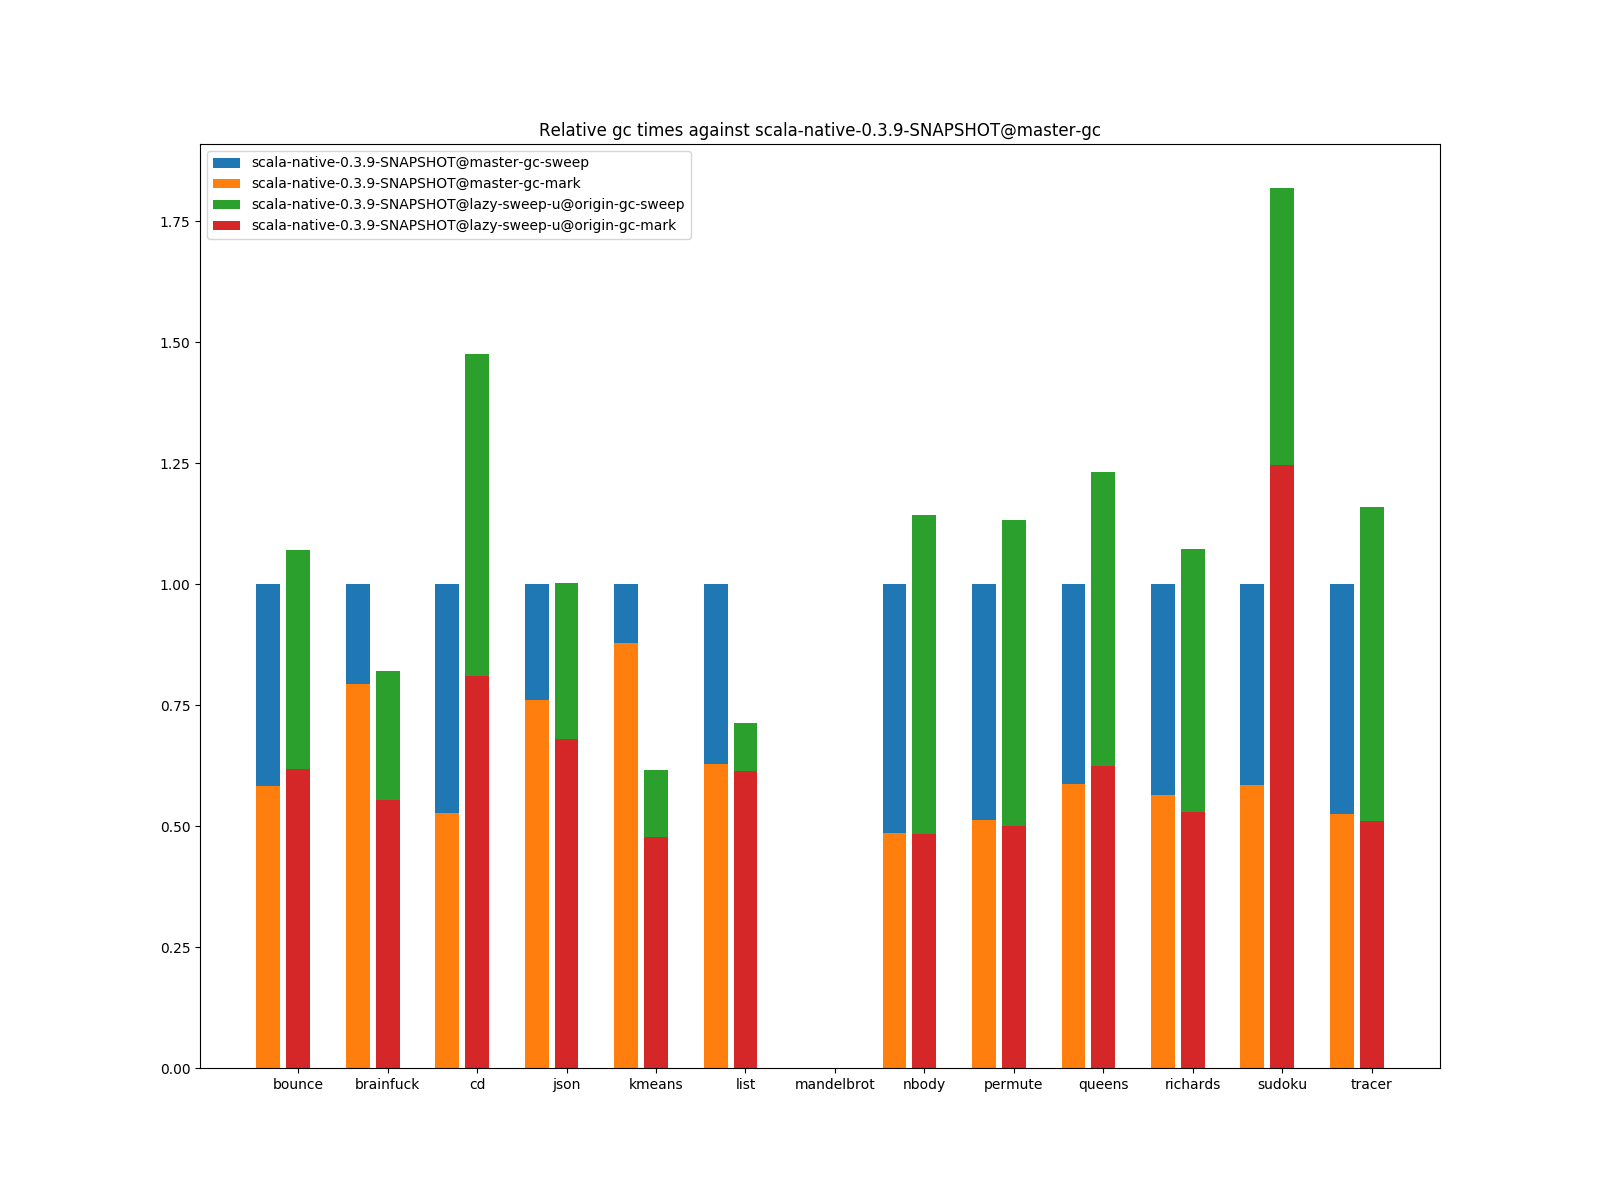 Relative gc times against scala-native-0.3.9-SNAPSHOT@master-gc
scala-native-0.3.9-SNAPSHOT@master-gc-sweep
scala-native-0.3.9-SNAPSHOT@master-gc-mark
scala-native-0.3.9-SNAPSHOT@lazy-sweep-u@origin-gc-sweep
scala-native-0.3.9-SNAPSHOT@lazy-sweep-u@origin-gc-mark
1.75
1.50
1.25
1.00
0.75
0.50
0.25
0.00
bounce brainfuck cd json kmeans list mandelbrot nbody permute queens richards sudoku tracer